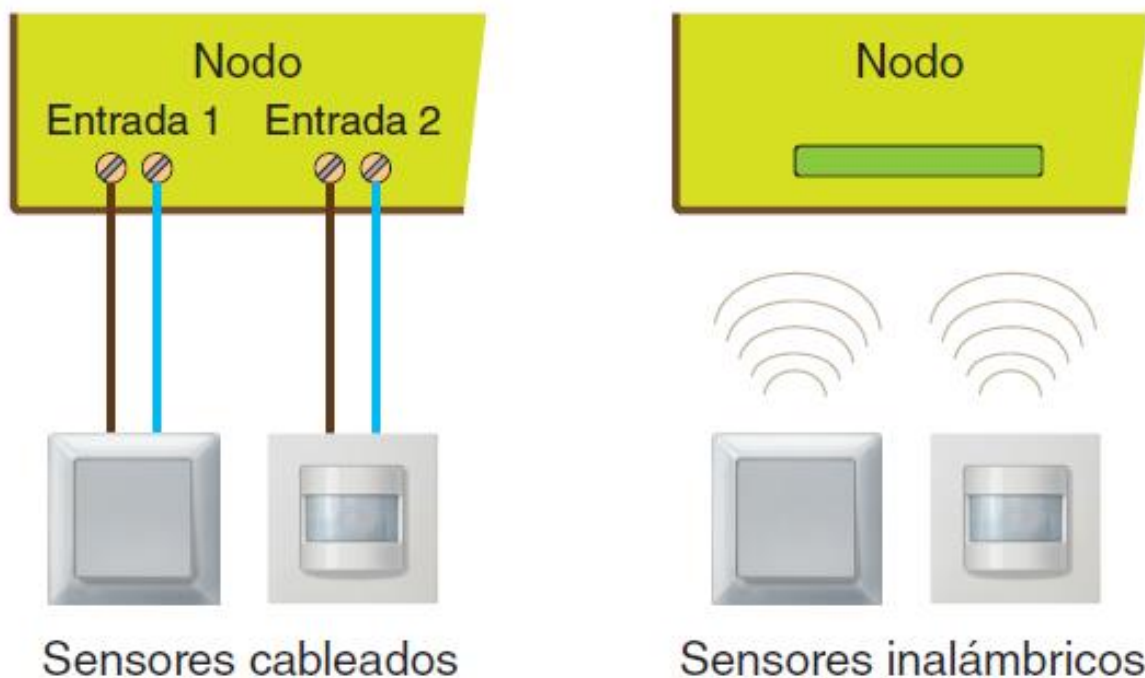 Nodo
Entrada 1 Entrada 2
Sensores cableados
Nodo
Sensores inalámbricos